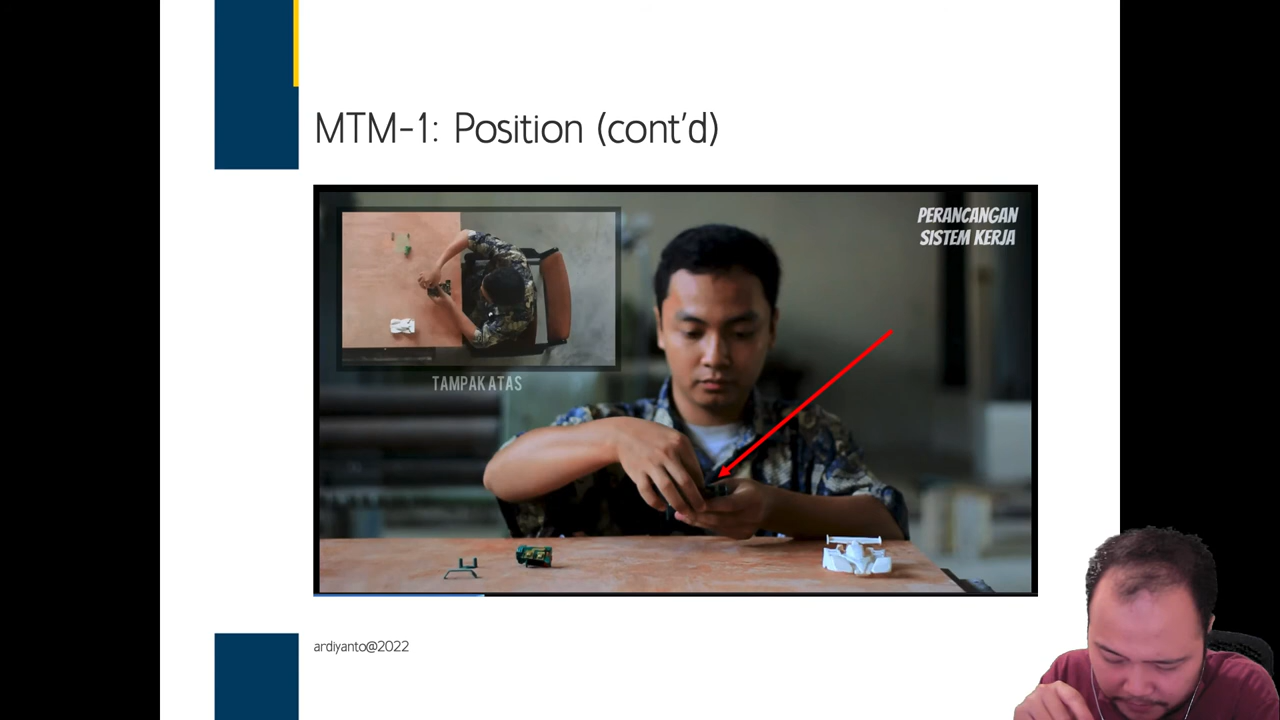 MTM-1: Position (cont'd)
PERANCANGAN
SISTEM KERJA
TAMPAK ATAS
ardiyanto@2022